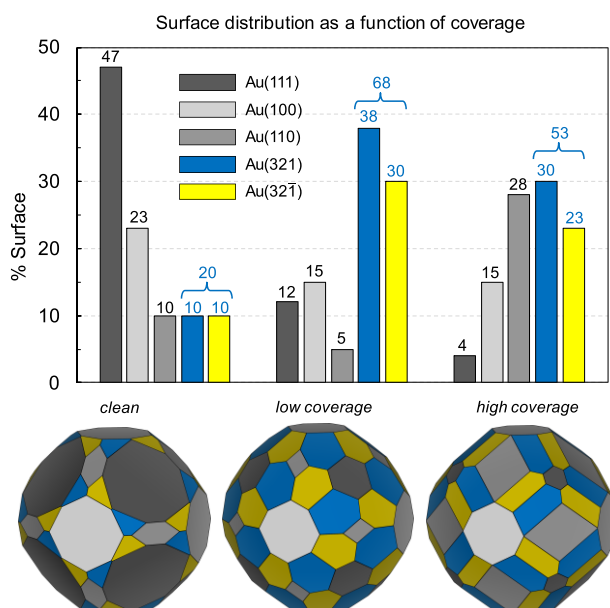 Surface distribution as a function of coverage
% Surface
50
40
30
20
10
0
Au(111)
Au(100)
Au(110)
Au(321)
Au(321̅)
47
23
10
10
10
20
12
15
5
38
30
68
4
15
28
30
23
53
clean
low coverage
high coverage